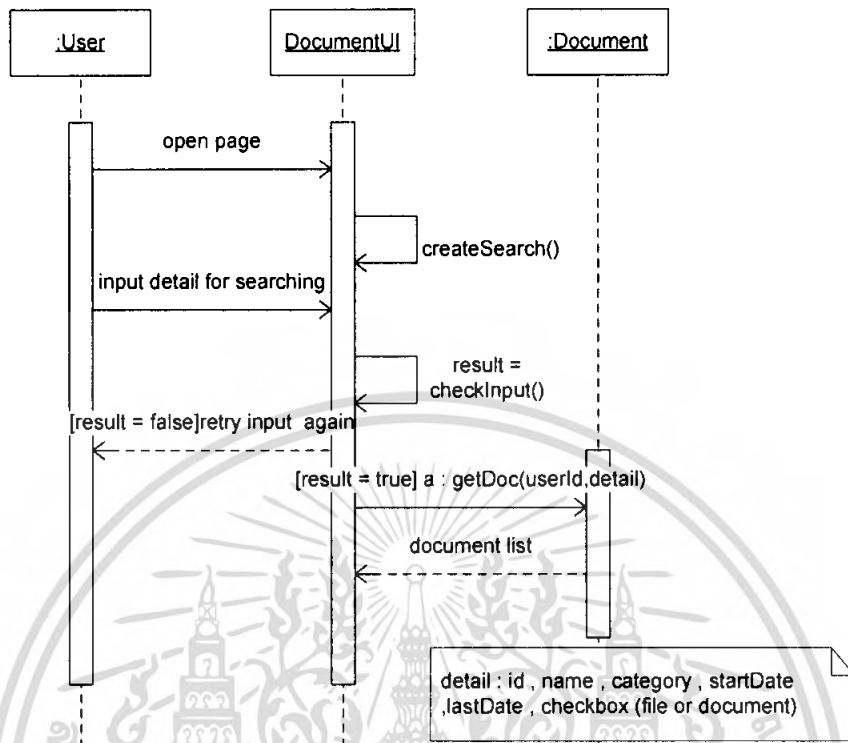 :User
DocumentUI
:Document
open page
createSearch()
input detail for searching
result =
checkInput()
[result = false]retry input again
[result = true] a : getDoc(userId,detail)
document list
detail : id , name , category , startDate
,lastDate , checkbox (file or document)